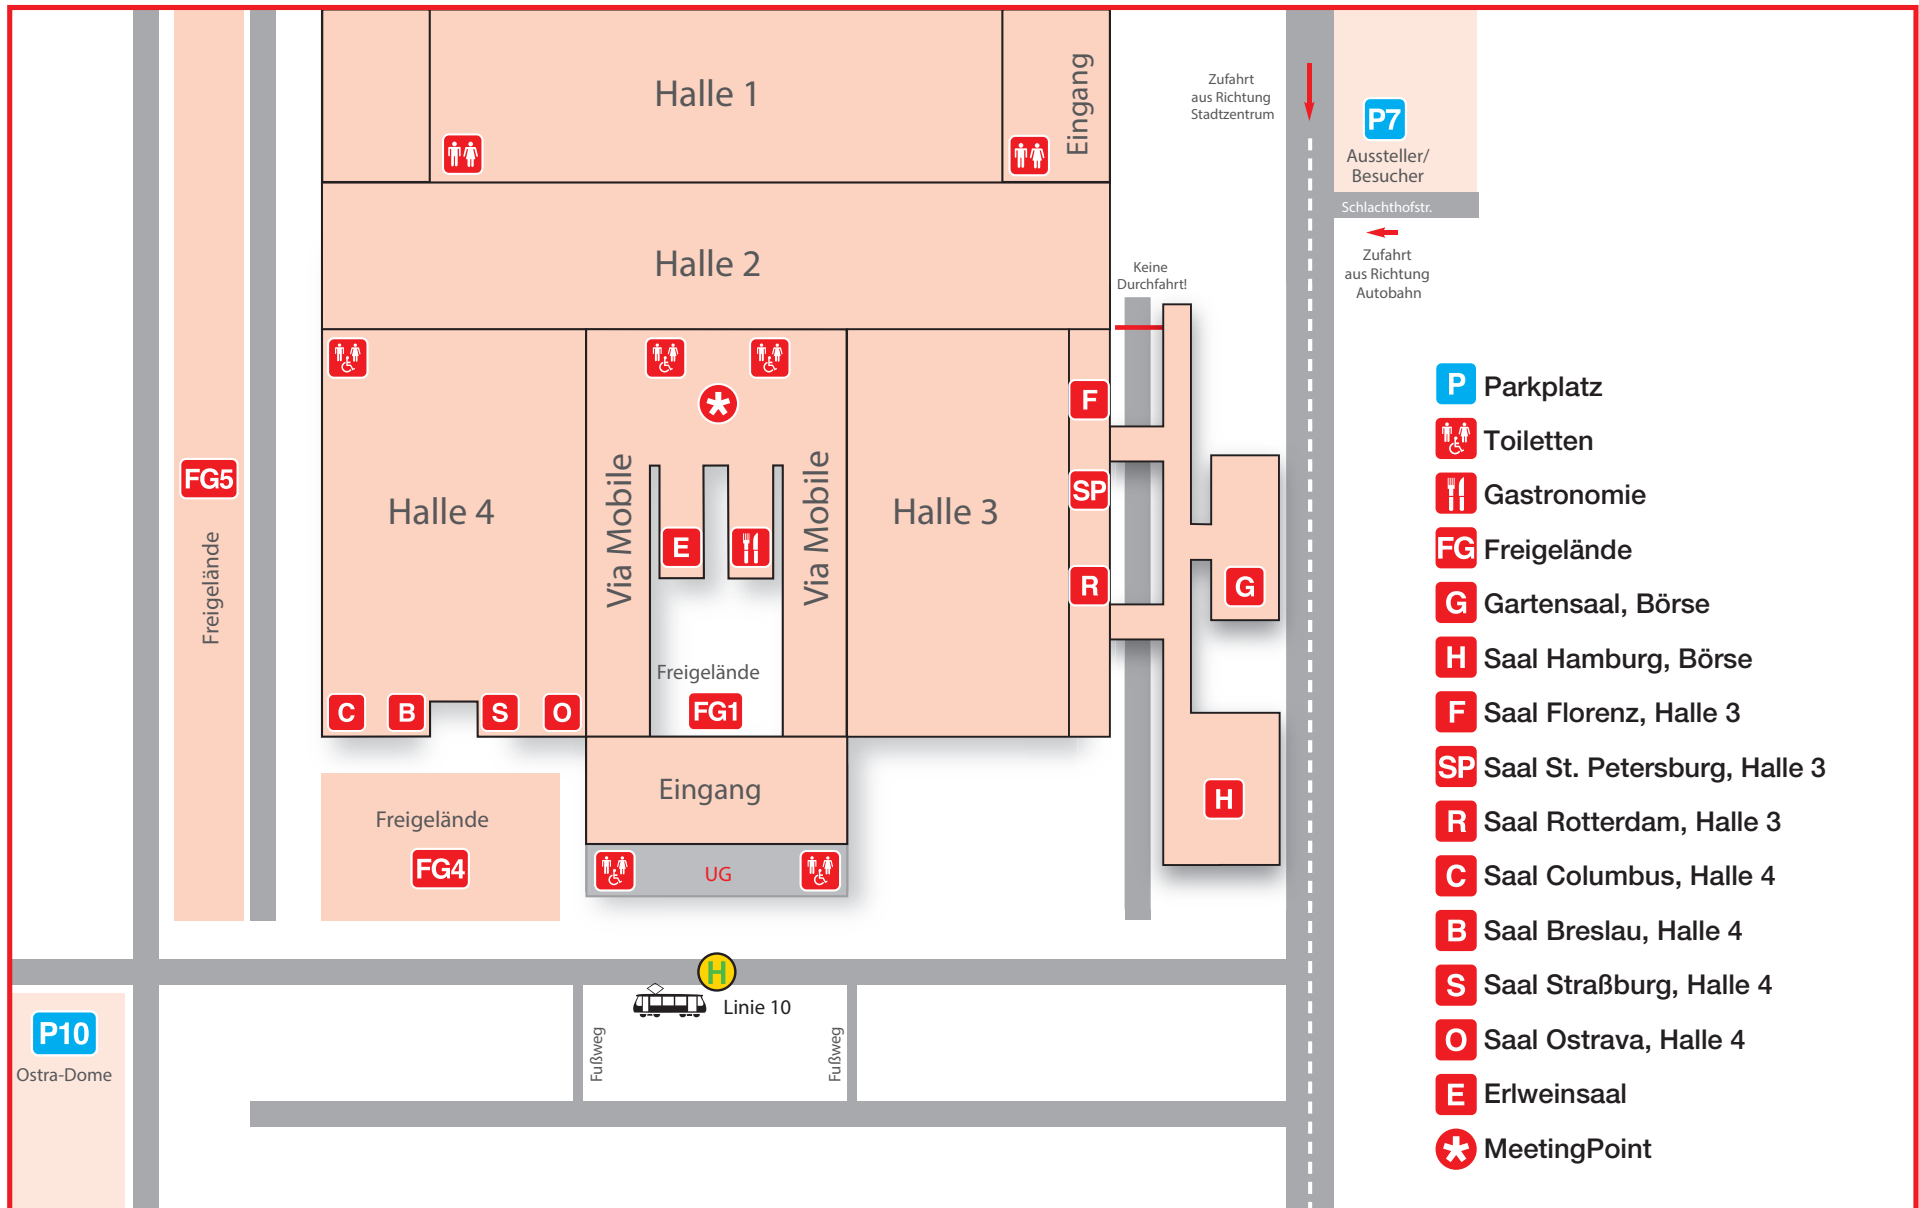 Halle 1
Eingang
Zufahrt
aus Richtung
Stadtzentrum
P7
Aussteller/
Besucher
Schlachthofstr.
Zufahrt
aus Richtung
Autobahn
Halle 2
Keine
Durchfahrt!
FG5
Freigelände
Halle 4
Via Mobile
E
Via Mobile
Halle 3
F
SP
R
G
Freigelände
FG1
C
B
S
O
Eingang
H
Freigelände
FG4
UG
H
Linie 10
Fußweg
Fußweg
P10
Ostra-Dome
P Parkplatz
Toiletten
Gastronomie
FG Freigelände
G Gartensaal, Börse
H Saal Hamburg, Börse
F Saal Florenz, Halle 3
SP Saal St. Petersburg, Halle 3
R Saal Rotterdam, Halle 3
C Saal Columbus, Halle 4
B Saal Breslau, Halle 4
S Saal Straßburg, Halle 4
O Saal Ostrava, Halle 4
E Erlweinsaal
MeetingPoint